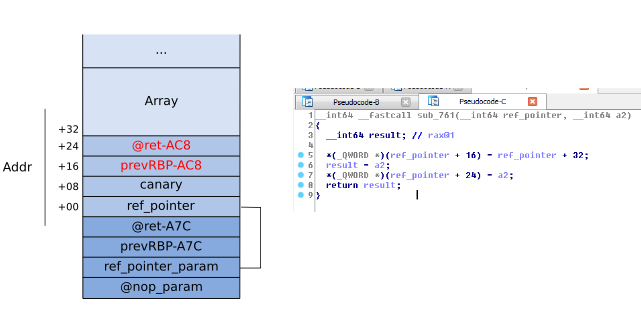 ...
Array
+32
+24
@ret-AC8
+16
prevRBP-AC8
Addr
+08
canary
+00
ref_pointer
@ret-A7C
prevRBP-A7C
ref_pointer_param
@nop_param
Pseudocode-B
Pseudocode-C
1 __int64 __fastcall sub_761(__int64 ref_pointer, __int64 a2)
2 {
3 __int64 result; // rax@1
4
5 *(_QWORD *)(ref_pointer + 16) = ref_pointer + 32;
6 result = a2;
7 *(_QWORD *)(ref_pointer + 24) = a2;
8 return result;
9 }